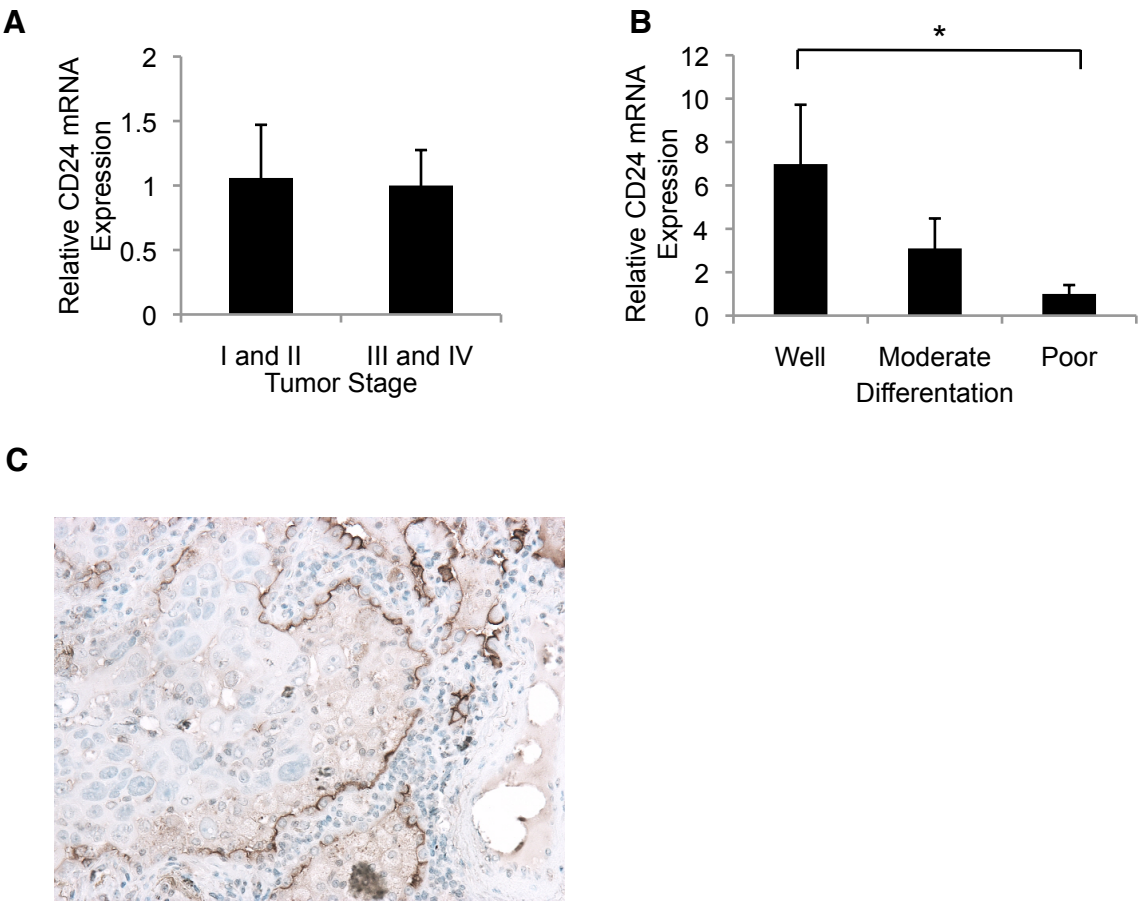 A
Relative CD24 mRNA
Expression
2
1.5
1
0.5
0
I and II
III and IV
Tumor Stage
B
*
Relative CD24 mRNA
Expression
12
10
8
6
4
2
0
Well
Moderate
Poor
Differentation
C